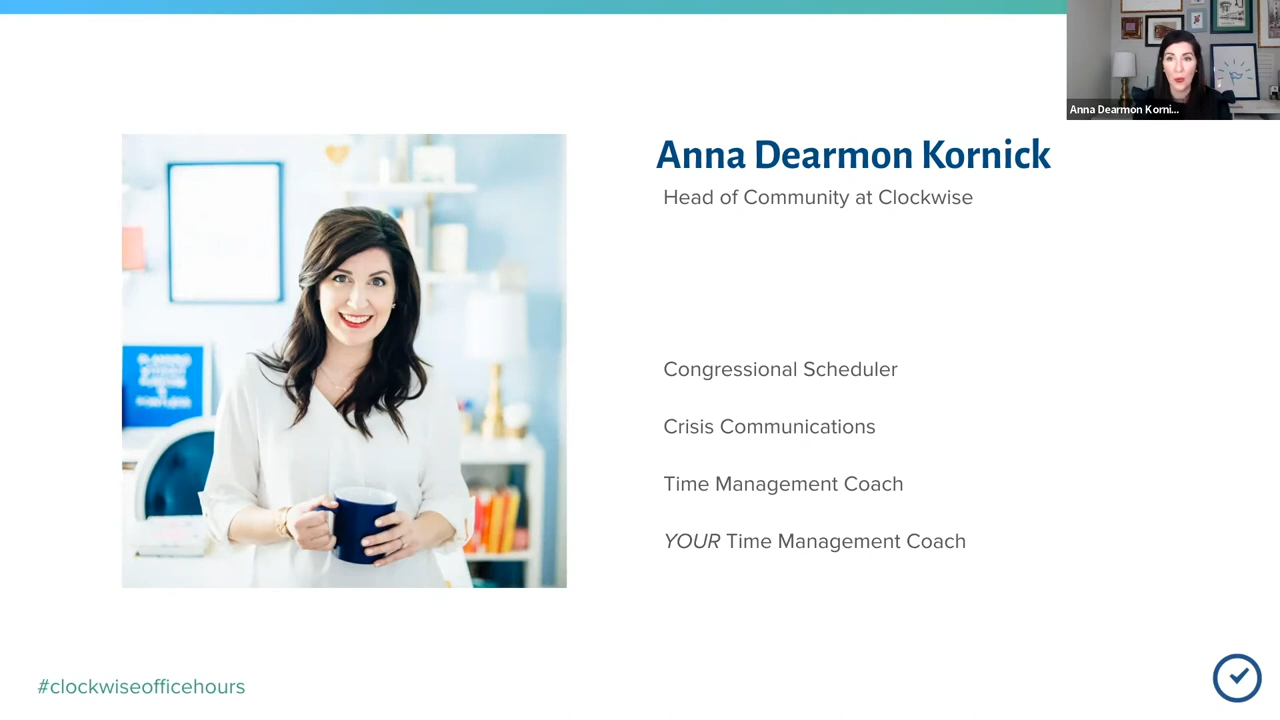 Anna Dearmon Korni...
Anna Dearmon Kornick
Head of Community at Clockwise
Congressional Scheduler
Crisis Communications
Time Management Coach
YOUR Time Management Coach
#clockwiseofficehours